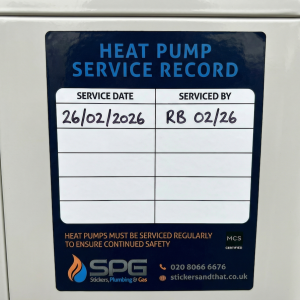 HEAT PUMP
SERVICE RECORD
SERVICE DATE SERVICED BY
26/02/2026 RB 02/26
HEAT PUMPS MUST BE SERVICED REGULARLY
TO ENSURE CONTINUED SAFETY
MCS
CERTIFIED
SPG
Stickers, Plumbing & Gas
020 8066 6676
stickersandthat.co.uk